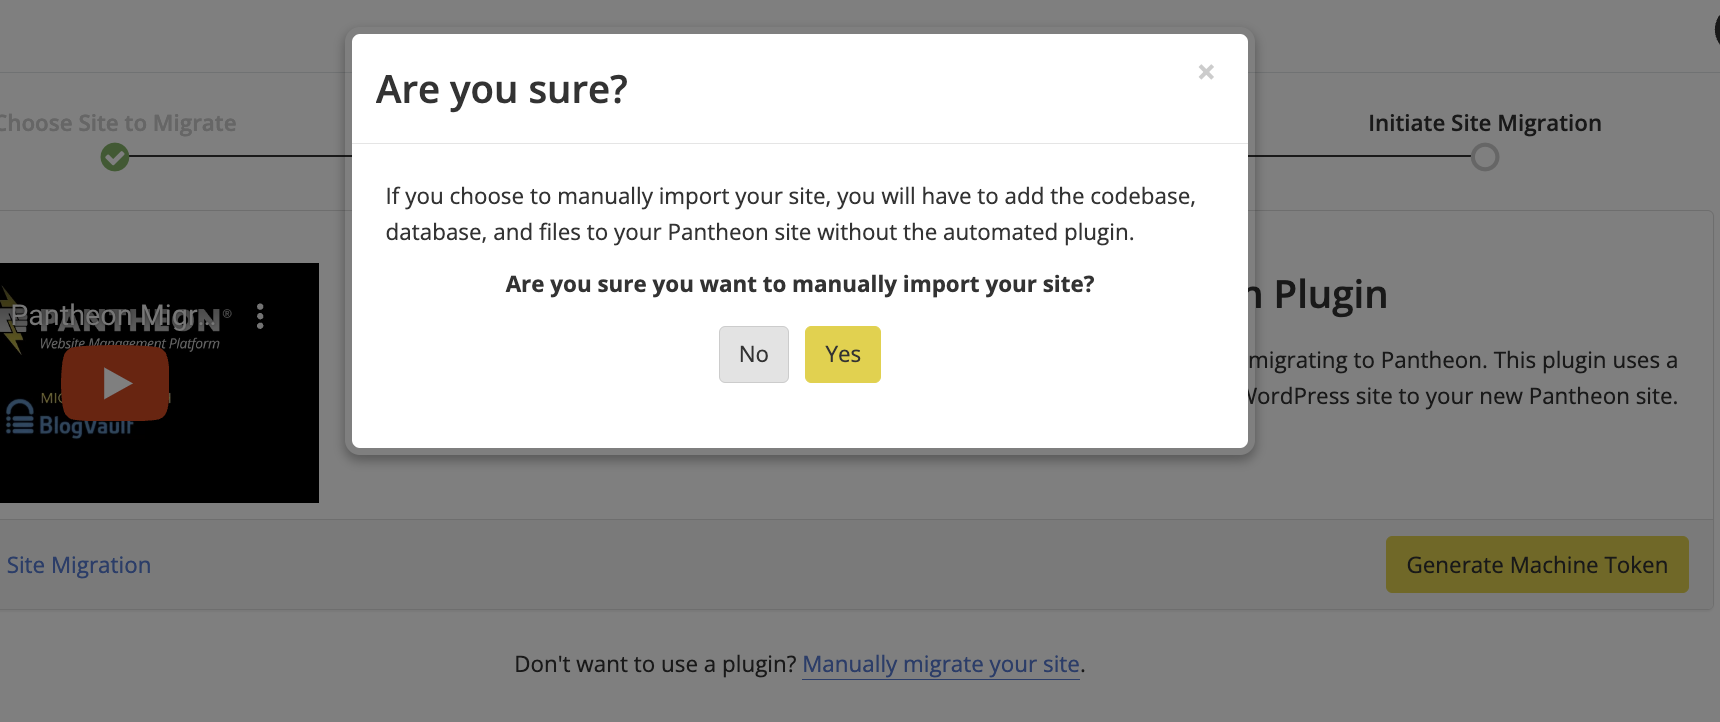 Are you sure?
×
Choose Site to Migrate
Initiate Site Migration
If you choose to manually import your site, you will have to add the codebase,
database, and files to your Pantheon site without the automated plugin.
Are you sure you want to manually import your site?
No
Yes
Pantheon Migr...
PANTHEON®
Website Management Platform
BlogVault
Plugin
migrating to Pantheon. This plugin uses a
WordPress site to your new Pantheon site.
Site Migration
Generate Machine Token
Don't want to use a plugin? Manually migrate your site.